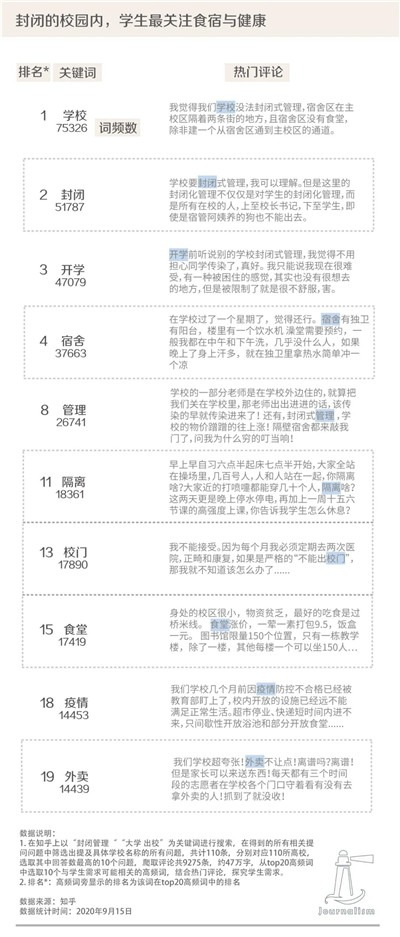 封闭的校园内，学生最关注食宿与健康
排名* 关键词 热门评论
1 学校
75326 词频数
我觉得我们学校没法封闭式管理，宿舍区在主
校区隔着两条街的地方，且宿舍区没有食堂，
除非建一个从宿舍区通到主校区的通道。
2 封闭
51787
学校要封闭式管理，我可以理解。但是这里的
封闭化管理不仅仅是对学生的封闭化管理，而
是所有在校的人，上至校长书记，下至学生，即
使是宿管阿姨养的狗也不能出去。
3 开学
47079
开学前听说别的学校封闭式管理，我觉得不用
担心同学传染了，真好。我只能说我现在很难
受，有一种被困住的感觉，其实也没有很想去
的地方，但是被限制了就是很不舒服，害。
4 宿舍
37663
在学校过了一个星期了，觉得还行。宿舍有独卫
有阳台，楼里有一个饮水机 澡堂需要预约，一
般我都在中午和下午洗，几乎没什么人，如果
晚上了身上汗多，就在独卫里拿热水简单冲一
个凉
8 管理
26741
学校的一部分老师是在学校外边住的，就算把
我们关在学校里，那老师出出进进的话，该传
染的早就传染进来了！还有，封闭式管理，学
校的物价蹭蹭的往上涨！隔壁宿舍都来敲我
门了，问我为什么穷的叮当响！
11 隔离
18361
早上早自习六点半起床七点半开始，大家全站
在操场里，几百号人，人和人站在一起，你隔离
啥？大家近的打喷嚏都能穿几十个人，隔离啥？
这两天更是晚上停水停电，再加上一周十五六
节课的高强度上课，你告诉我学生怎么休息？
13 校门
17890
我不能接受。因为每个月我必须定期去两次医
院，正畸和康复，如果是严格的“不能出校门”，
那我就不知道该怎么办了……
15 食堂
17419
身处的校区很小，物资贫乏，最好的吃食是过
桥米线。 食堂涨价，一荤一素打包9.5，饭盒
一元。 图书馆限量150个位置，只有一栋教学
楼，除了一楼，其他每楼一个可以坐150人…
18 疫情
14453
我们学校几个月前因疫情防控不合格已经被
教育部盯上了，校内开放的设施已经远不能
满足正常生活。超市停业、快递短时间内进不
来，只间歇性开放浴池和部分开放食堂……
19 外卖
14439
我们学校超夸张！外卖不让点！离谱吗？离谱！
但是家长可以来送东西！每天都有三个时间
段的志愿者在学校各个门口守着看有没有去
拿外卖的人！抓到了就没收！
数据说明：
1. 在知乎上以“封闭管理 ”“大学 出校”为关键词进行搜索，在得到的所有相关提
问问题中筛选出提及具体学校名称的所有问题，共计110条，分别对应110所高校，
选取其中回答数最高的10个问题，爬取评论共9275条，约47万字，从top20高频词
中选取10个与学生需求可能相关的高频词，结合热门评论，探究学生需求。
2. 排名*：高频词旁显示的排名为该词在top20高频词中的排名
数据来源：知乎
数据统计时间：2020年9月15日
Journalism